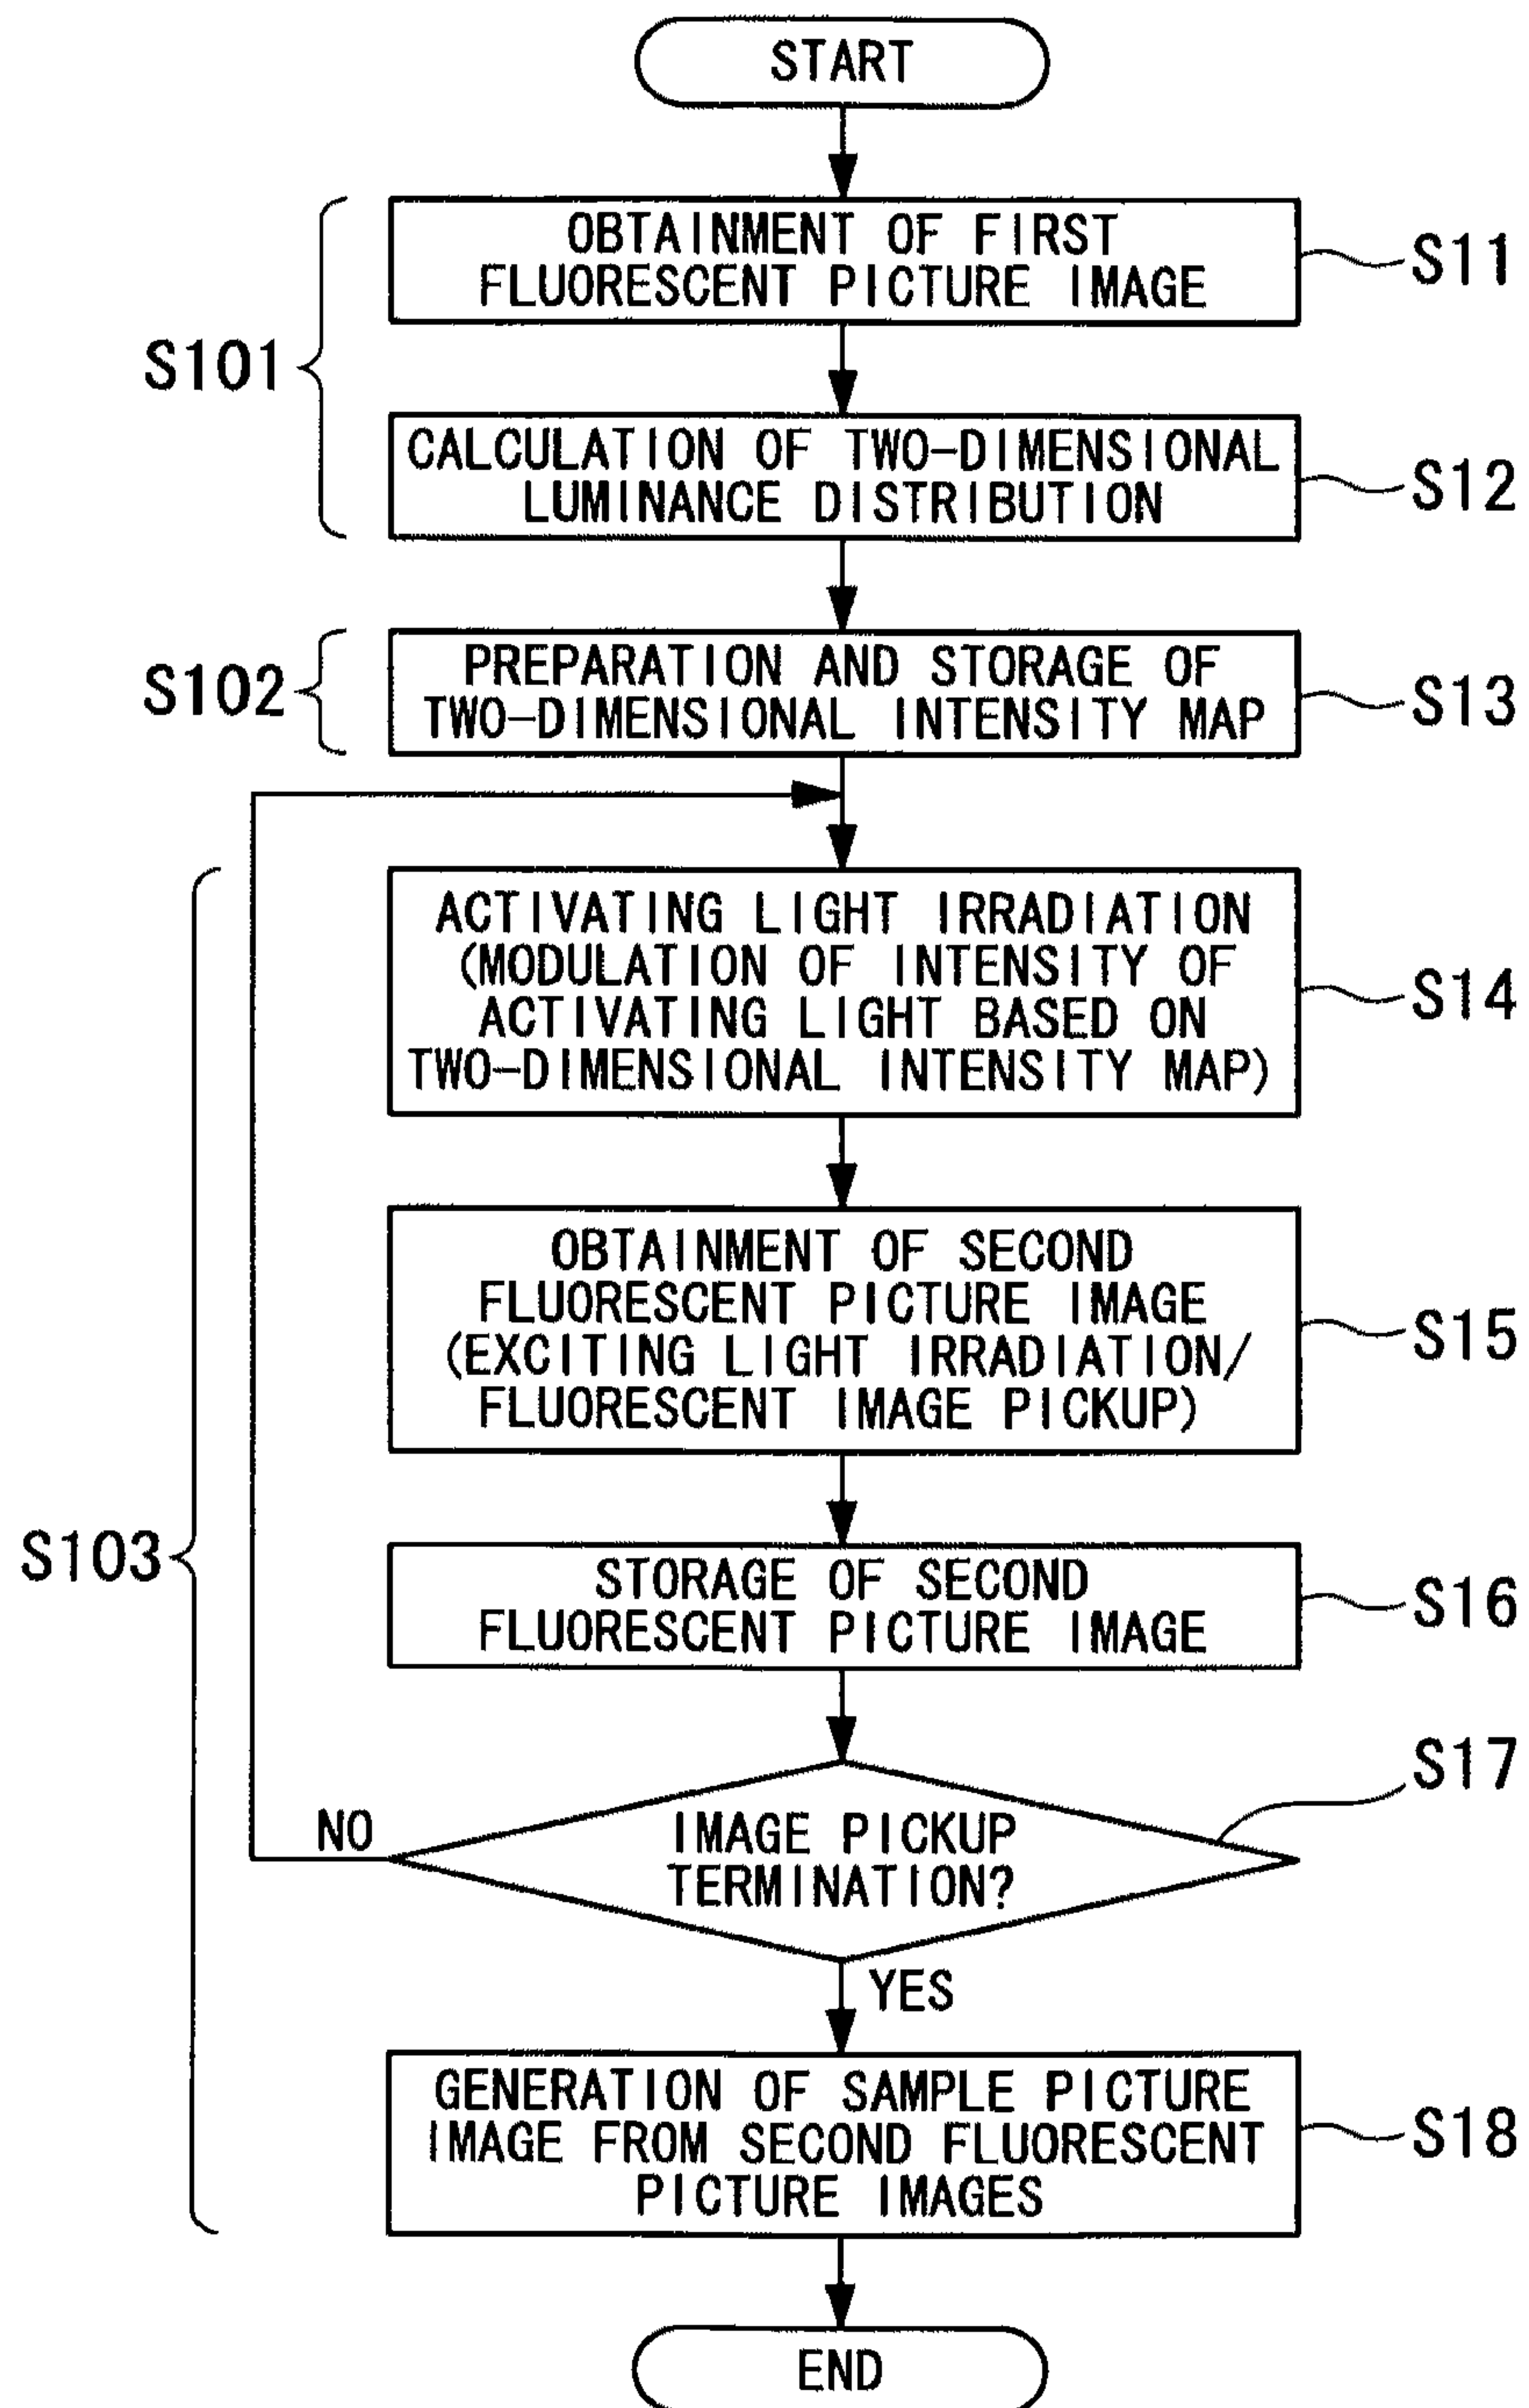 START
OBTAINMENT OF FIRST
FLUORESCENT PICTURE IMAGE
S11
S101
CALCULATION OF TWO-DIMENSIONAL
LUMINANCE DISTRIBUTION
S12
S102
PREPARATION AND STORAGE OF
TWO-DIMENSIONAL INTENSITY MAP
S13
ACTIVATING LIGHT IRRADIATION
(MODULATION OF INTENSITY OF
ACTIVATING LIGHT BASED ON
TWO-DIMENSIONAL INTENSITY MAP)
S14
OBTAINMENT OF SECOND
FLUORESCENT PICTURE IMAGE
(EXCITING LIGHT IRRADIATION/
FLUORESCENT IMAGE PICKUP)
S15
S103
STORAGE OF SECOND
FLUORESCENT PICTURE IMAGE
S16
S17
NO
IMAGE PICKUP
TERMINATION?
YES
GENERATION OF SAMPLE PICTURE
IMAGE FROM SECOND FLUORESCENT
PICTURE IMAGES
S18
END